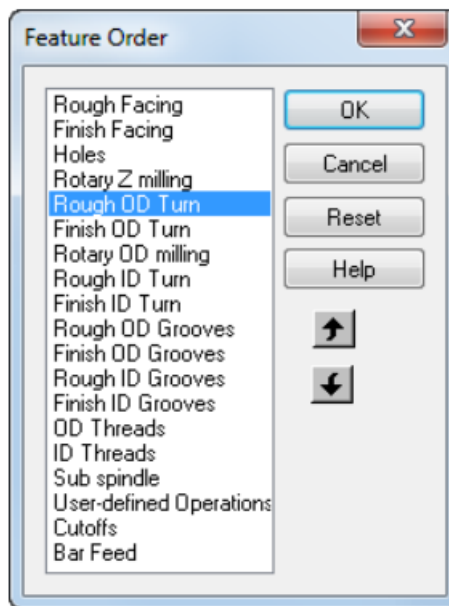 Feature Order
Rough Facing
Finish Facing
Holes
Rotary Z milling
Rough OD Turn
Finish OD Turn
Rotary OD milling
Rough ID Turn
Finish ID Turn
Rough OD Grooves
Finish OD Grooves
Rough ID Grooves
Finish ID Grooves
OD Threads
ID Threads
Sub spindle
User-defined Operations
Cutoffs
Bar Feed
OK
Cancel
Reset
Help